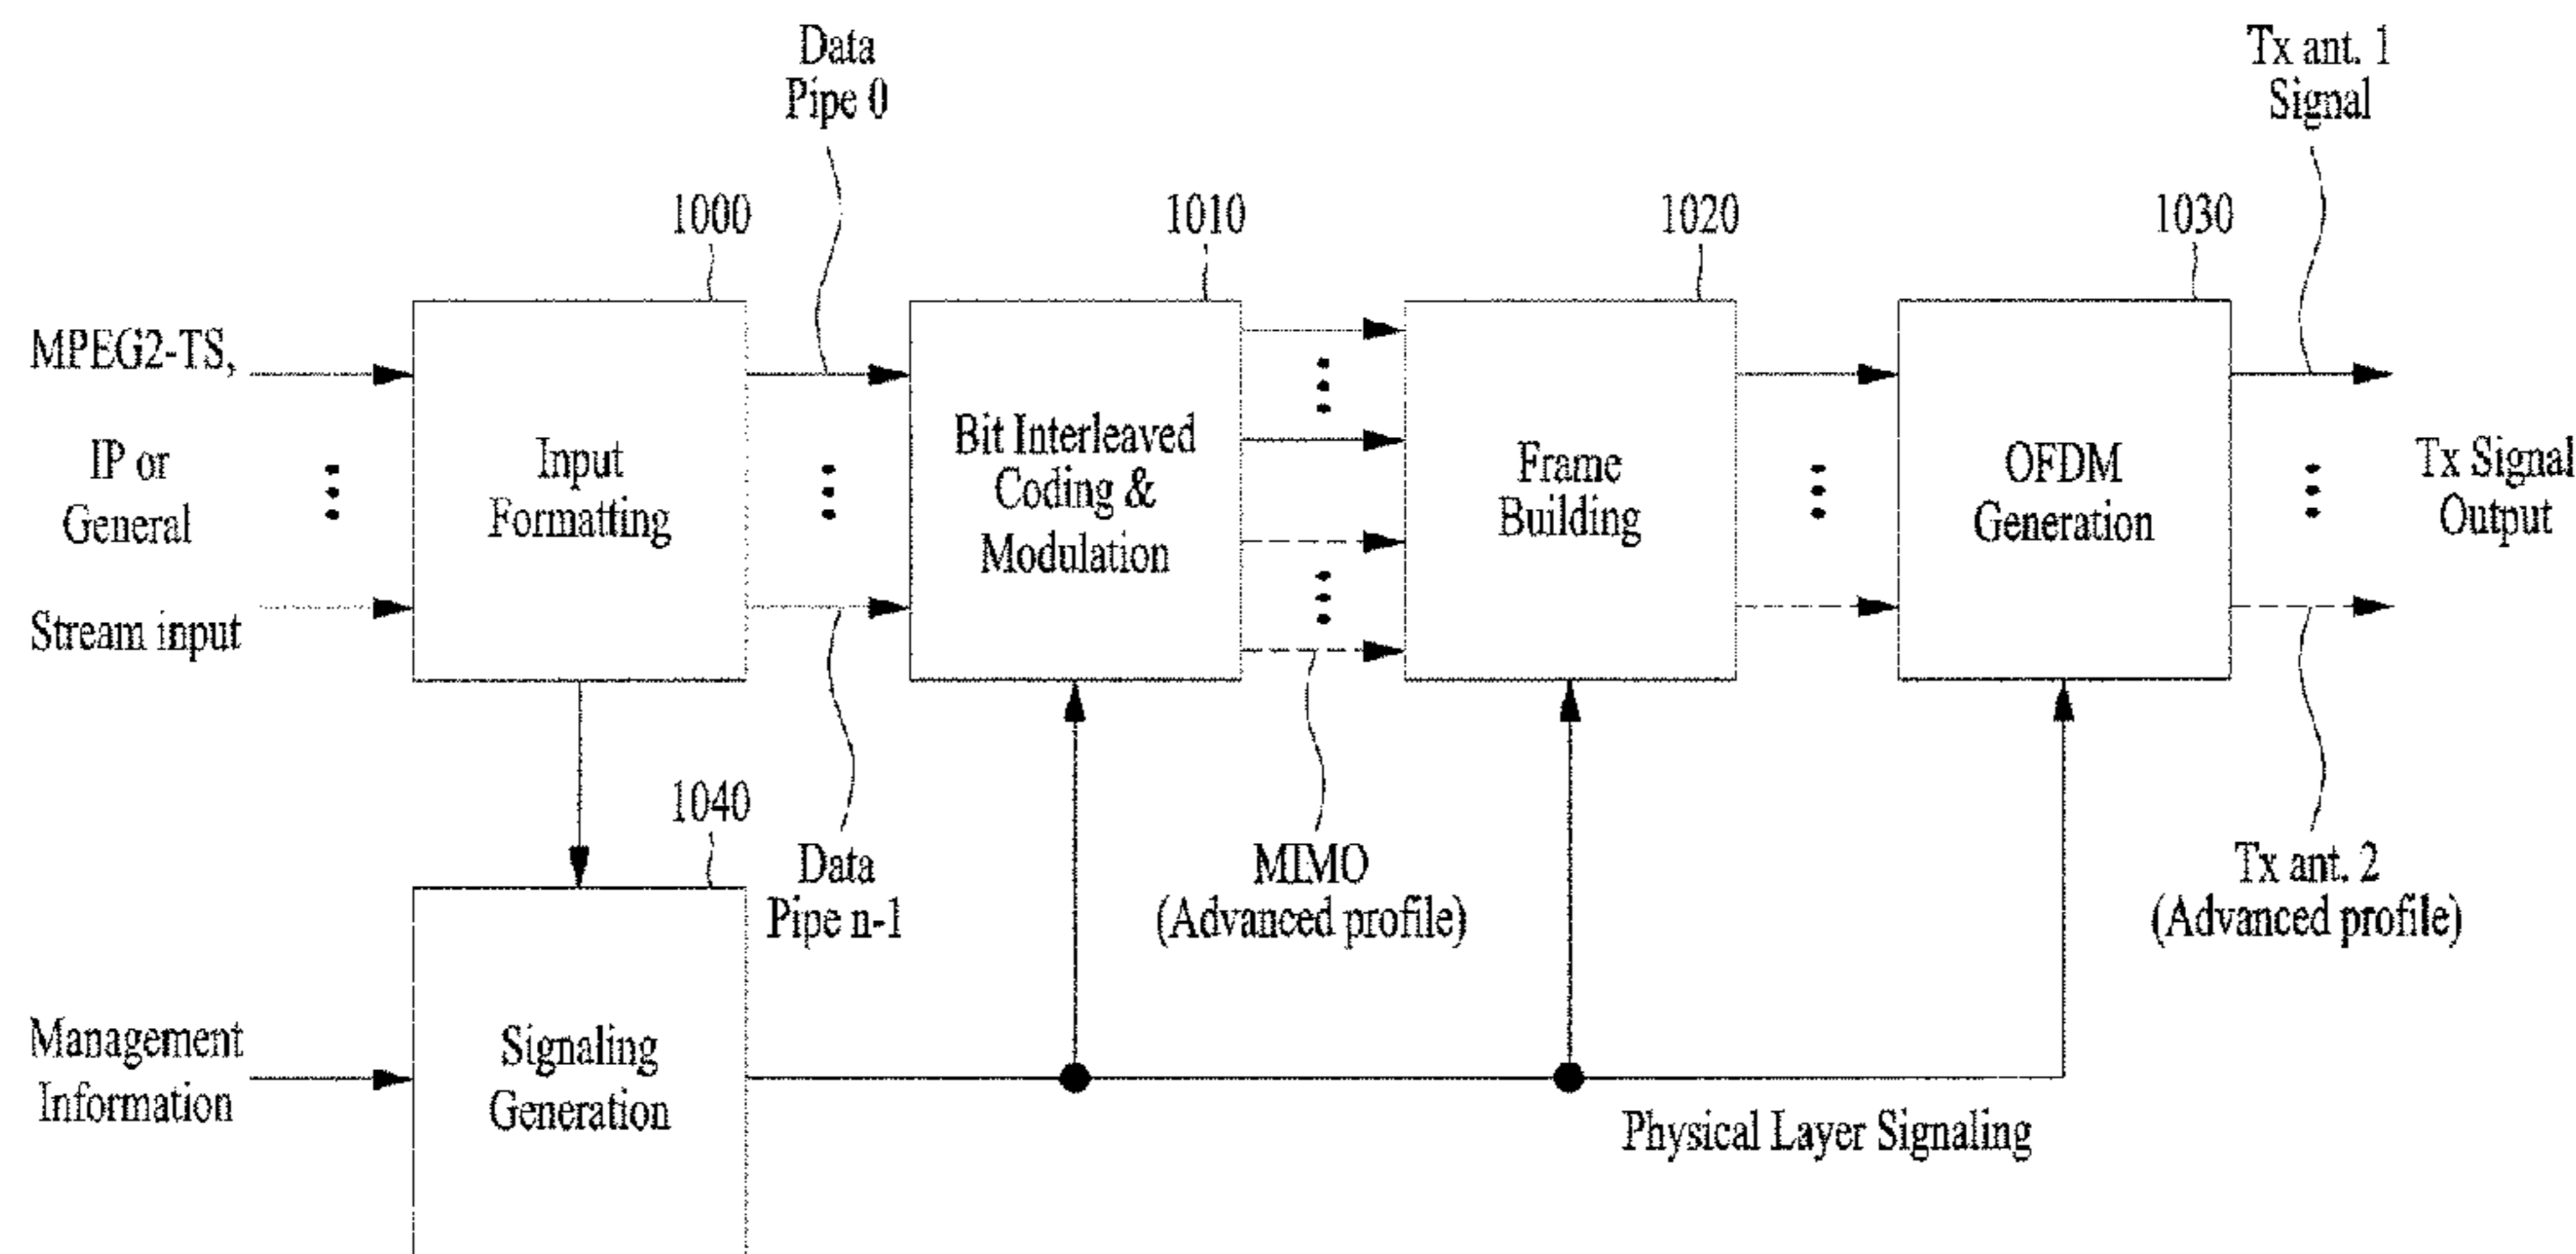 Data
Pipe 0
Tx ant. 1
Signal
1000
1010
1020
1030
MPEG2-TS,
IP or
General
Stream input
Input
Formatting
Bit Interleaved
Coding &
Modulation
Frame
Building
OFDM
Generation
Tx Signal
Output
1040
Data
Pipe n-1
MIMO
(Advanced profile)
Tx ant. 2
(Advanced profile)
Management
Information
Signaling
Generation
Physical Layer Signaling